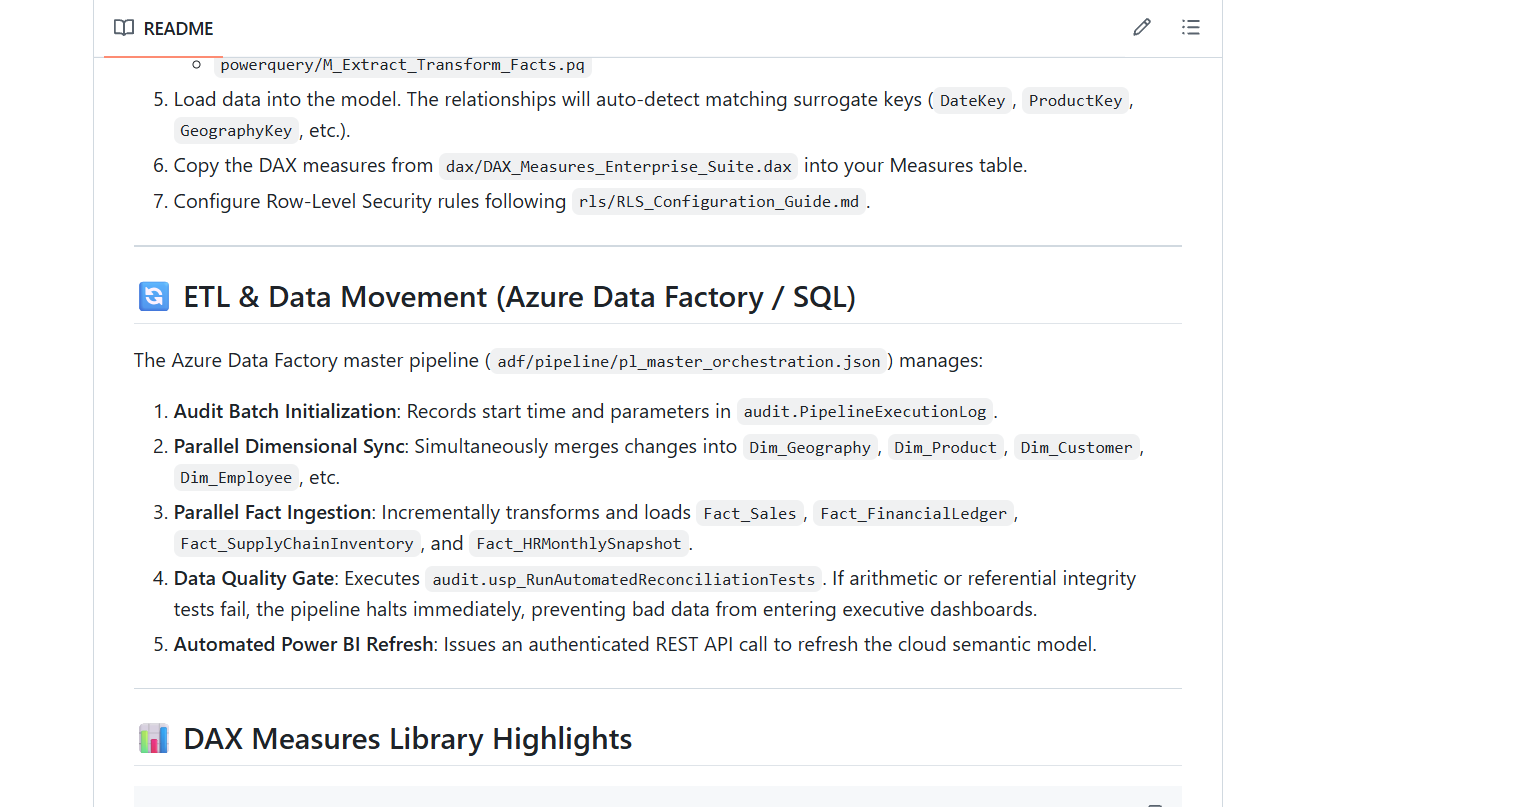 README
powerquery/M_Extract_Transform_Facts.pq
5. Load data into the model. The relationships will auto-detect matching surrogate keys ( DateKey , ProductKey ,
GeographyKey , etc.).
6. Copy the DAX measures from dax/DAX_Measures_Enterprise_Suite.dax into your Measures table.
7. Configure Row-Level Security rules following rls/RLS_Configuration_Guide.md .
ETL & Data Movement (Azure Data Factory / SQL)
The Azure Data Factory master pipeline ( adf/pipeline/pl_master_orchestration.json ) manages:
1. Audit Batch Initialization: Records start time and parameters in audit.PipelineExecutionLog .
2. Parallel Dimensional Sync: Simultaneously merges changes into Dim_Geography , Dim_Product , Dim_Customer ,
Dim_Employee , etc.
3. Parallel Fact Ingestion: Incrementally transforms and loads Fact_Sales , Fact_FinancialLedger ,
Fact_SupplyChainInventory , and Fact_HRMonthlySnapshot .
4. Data Quality Gate: Executes audit.usp_RunAutomatedReconciliationTests . If arithmetic or referential integrity
tests fail, the pipeline halts immediately, preventing bad data from entering executive dashboards.
5. Automated Power BI Refresh: Issues an authenticated REST API call to refresh the cloud semantic model.
DAX Measures Library Highlights